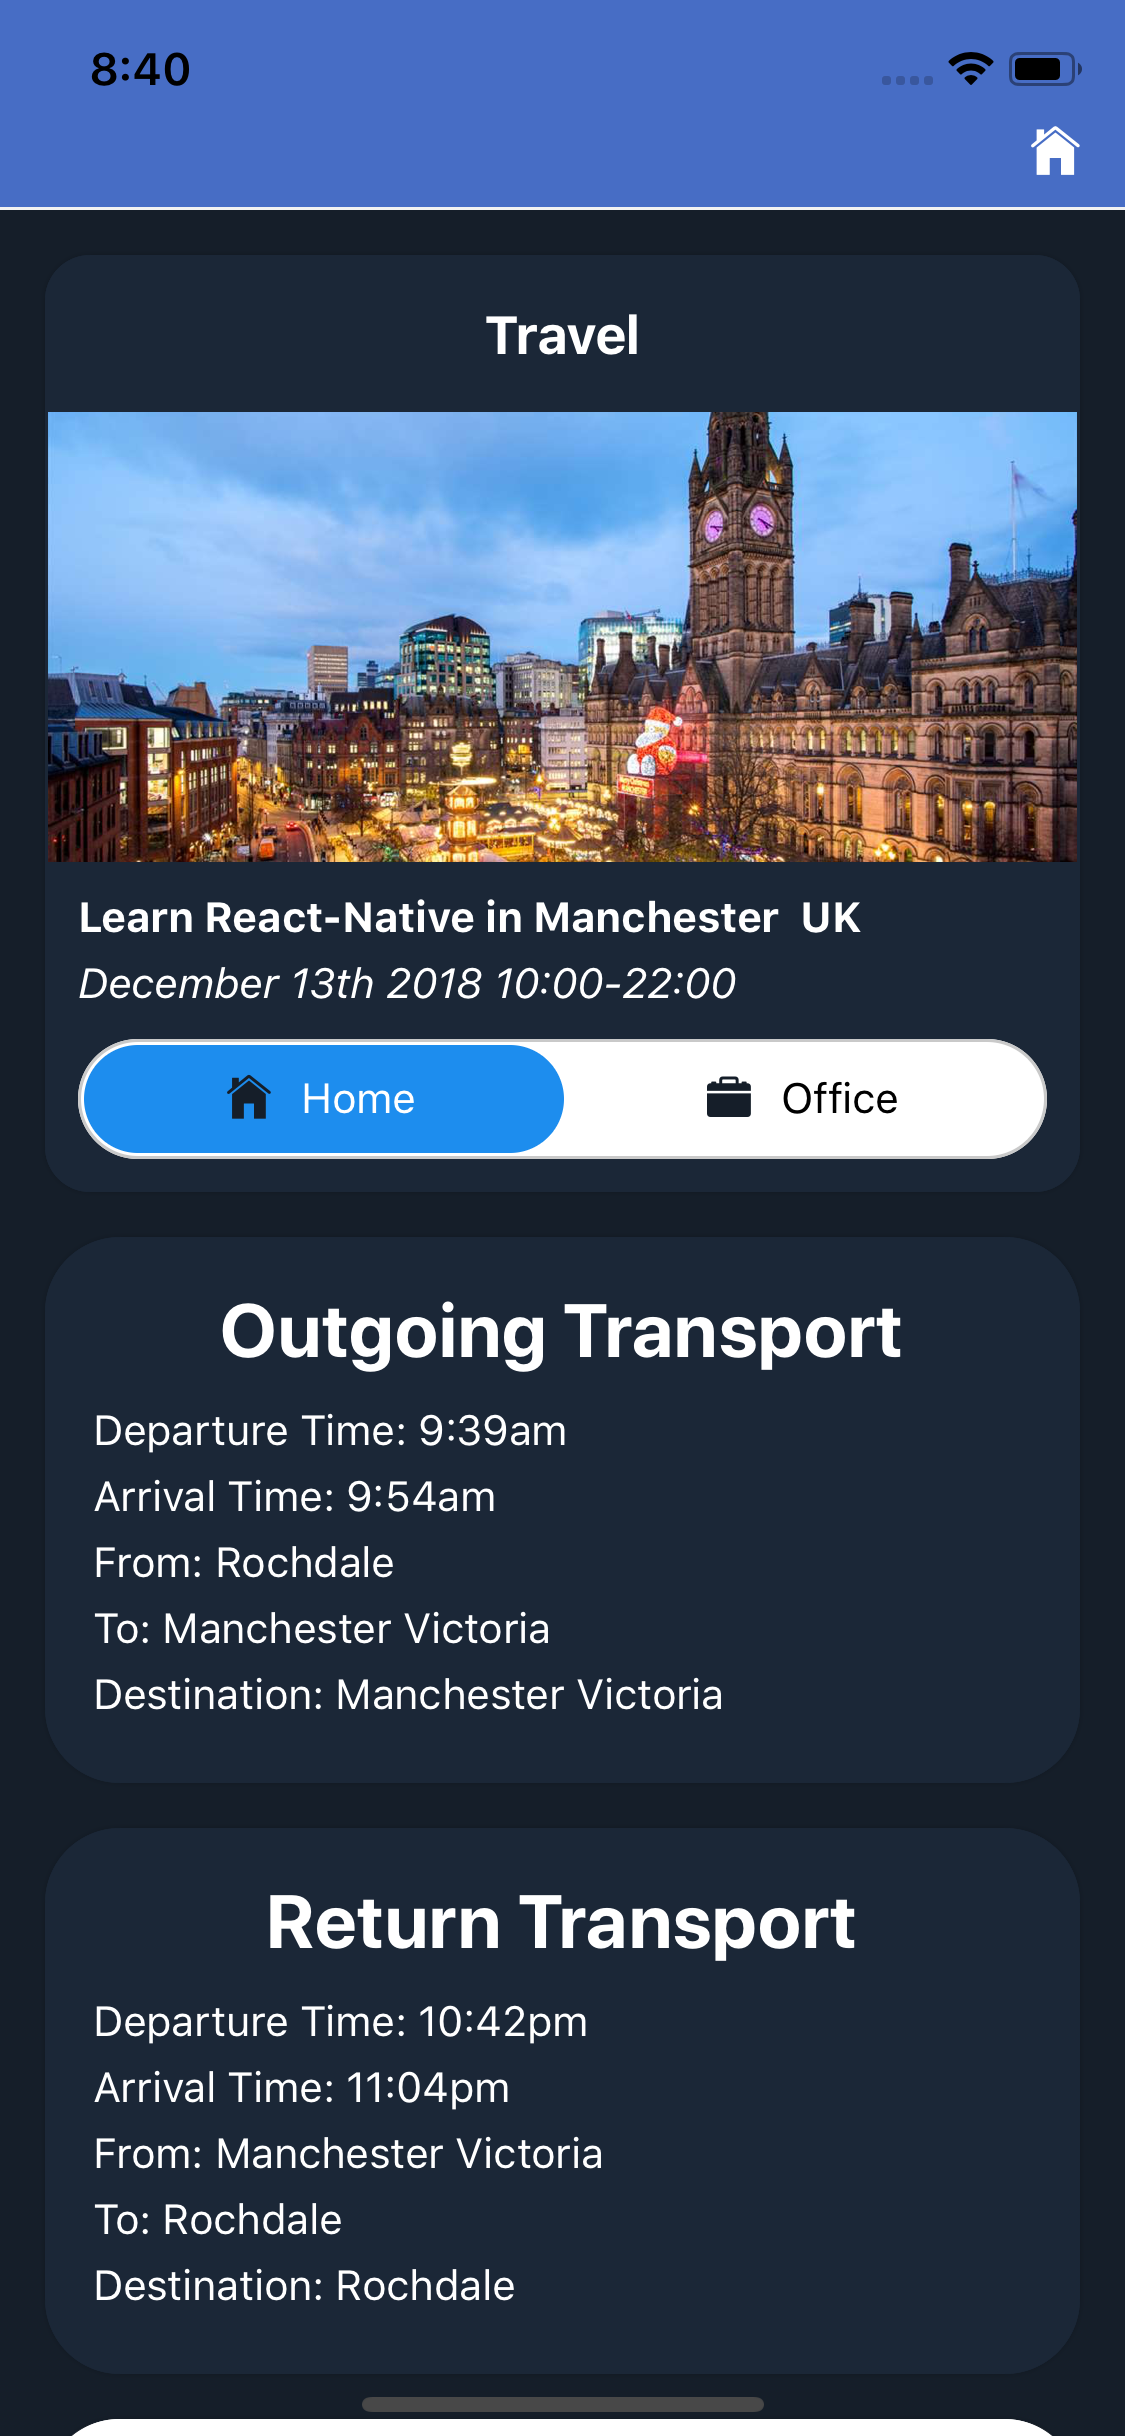 8:40
Travel
Learn React-Native in Manchester  UK
December 13th 2018 10:00-22:00
Home
Office
Outgoing Transport
Departure Time: 9:39am
Arrival Time: 9:54am
From: Rochdale
To: Manchester Victoria
Destination: Manchester Victoria
Return Transport
Departure Time: 10:42pm
Arrival Time: 11:04pm
From: Manchester Victoria
To: Rochdale
Destination: Rochdale